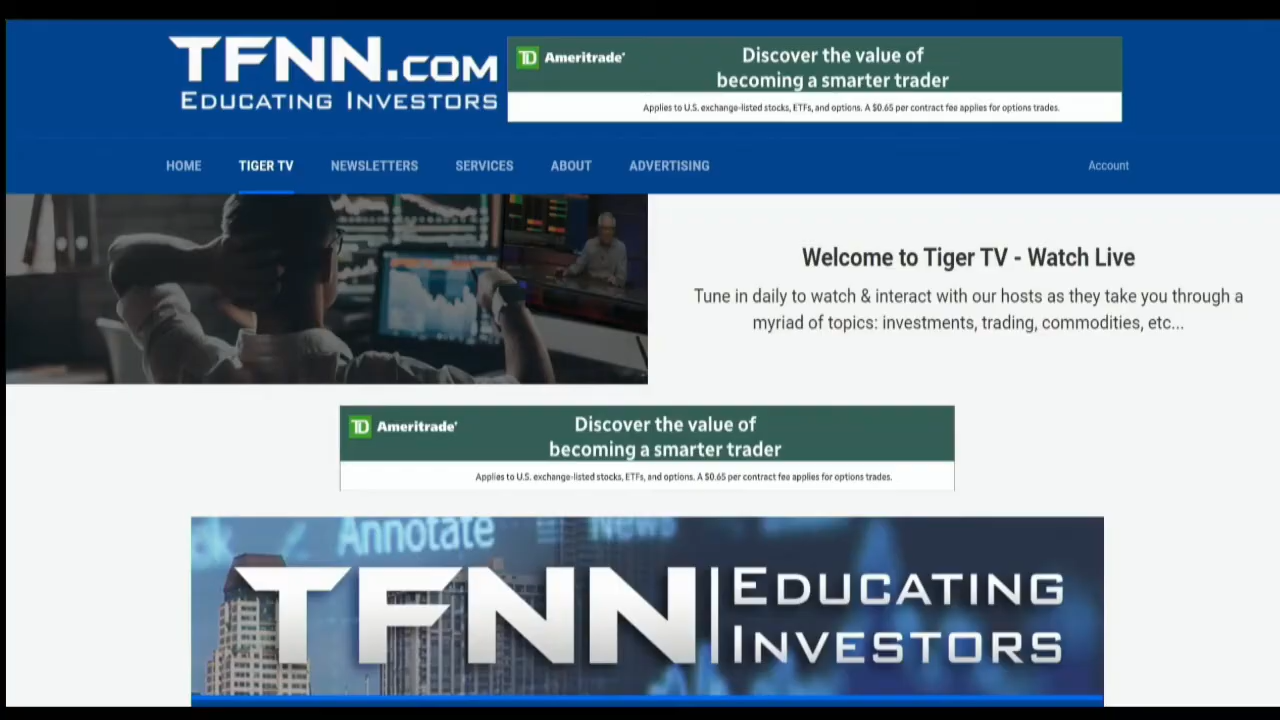 TFNN.COM
EDUCATING INVESTORS
TD Ameritrade®
Discover the value of
becoming a smarter trader
Applies to U.S. exchange-listed stocks, ETFs, and options. A $0.65 per contract fee applies for options trades.
HOME TIGER TV NEWSLETTERS SERVICES ABOUT ADVERTISING Account
Welcome to Tiger TV - Watch Live
Tune in daily to watch & interact with our hosts as they take you through a
myriad of topics: investments, trading, commodities, etc...
TD Ameritrade®
Discover the value of
becoming a smarter trader
Applies to U.S. exchange-listed stocks, ETFs, and options. A $0.65 per contract fee applies for options trades.
Annotate News
TFNN EDUCATING
INVESTORS